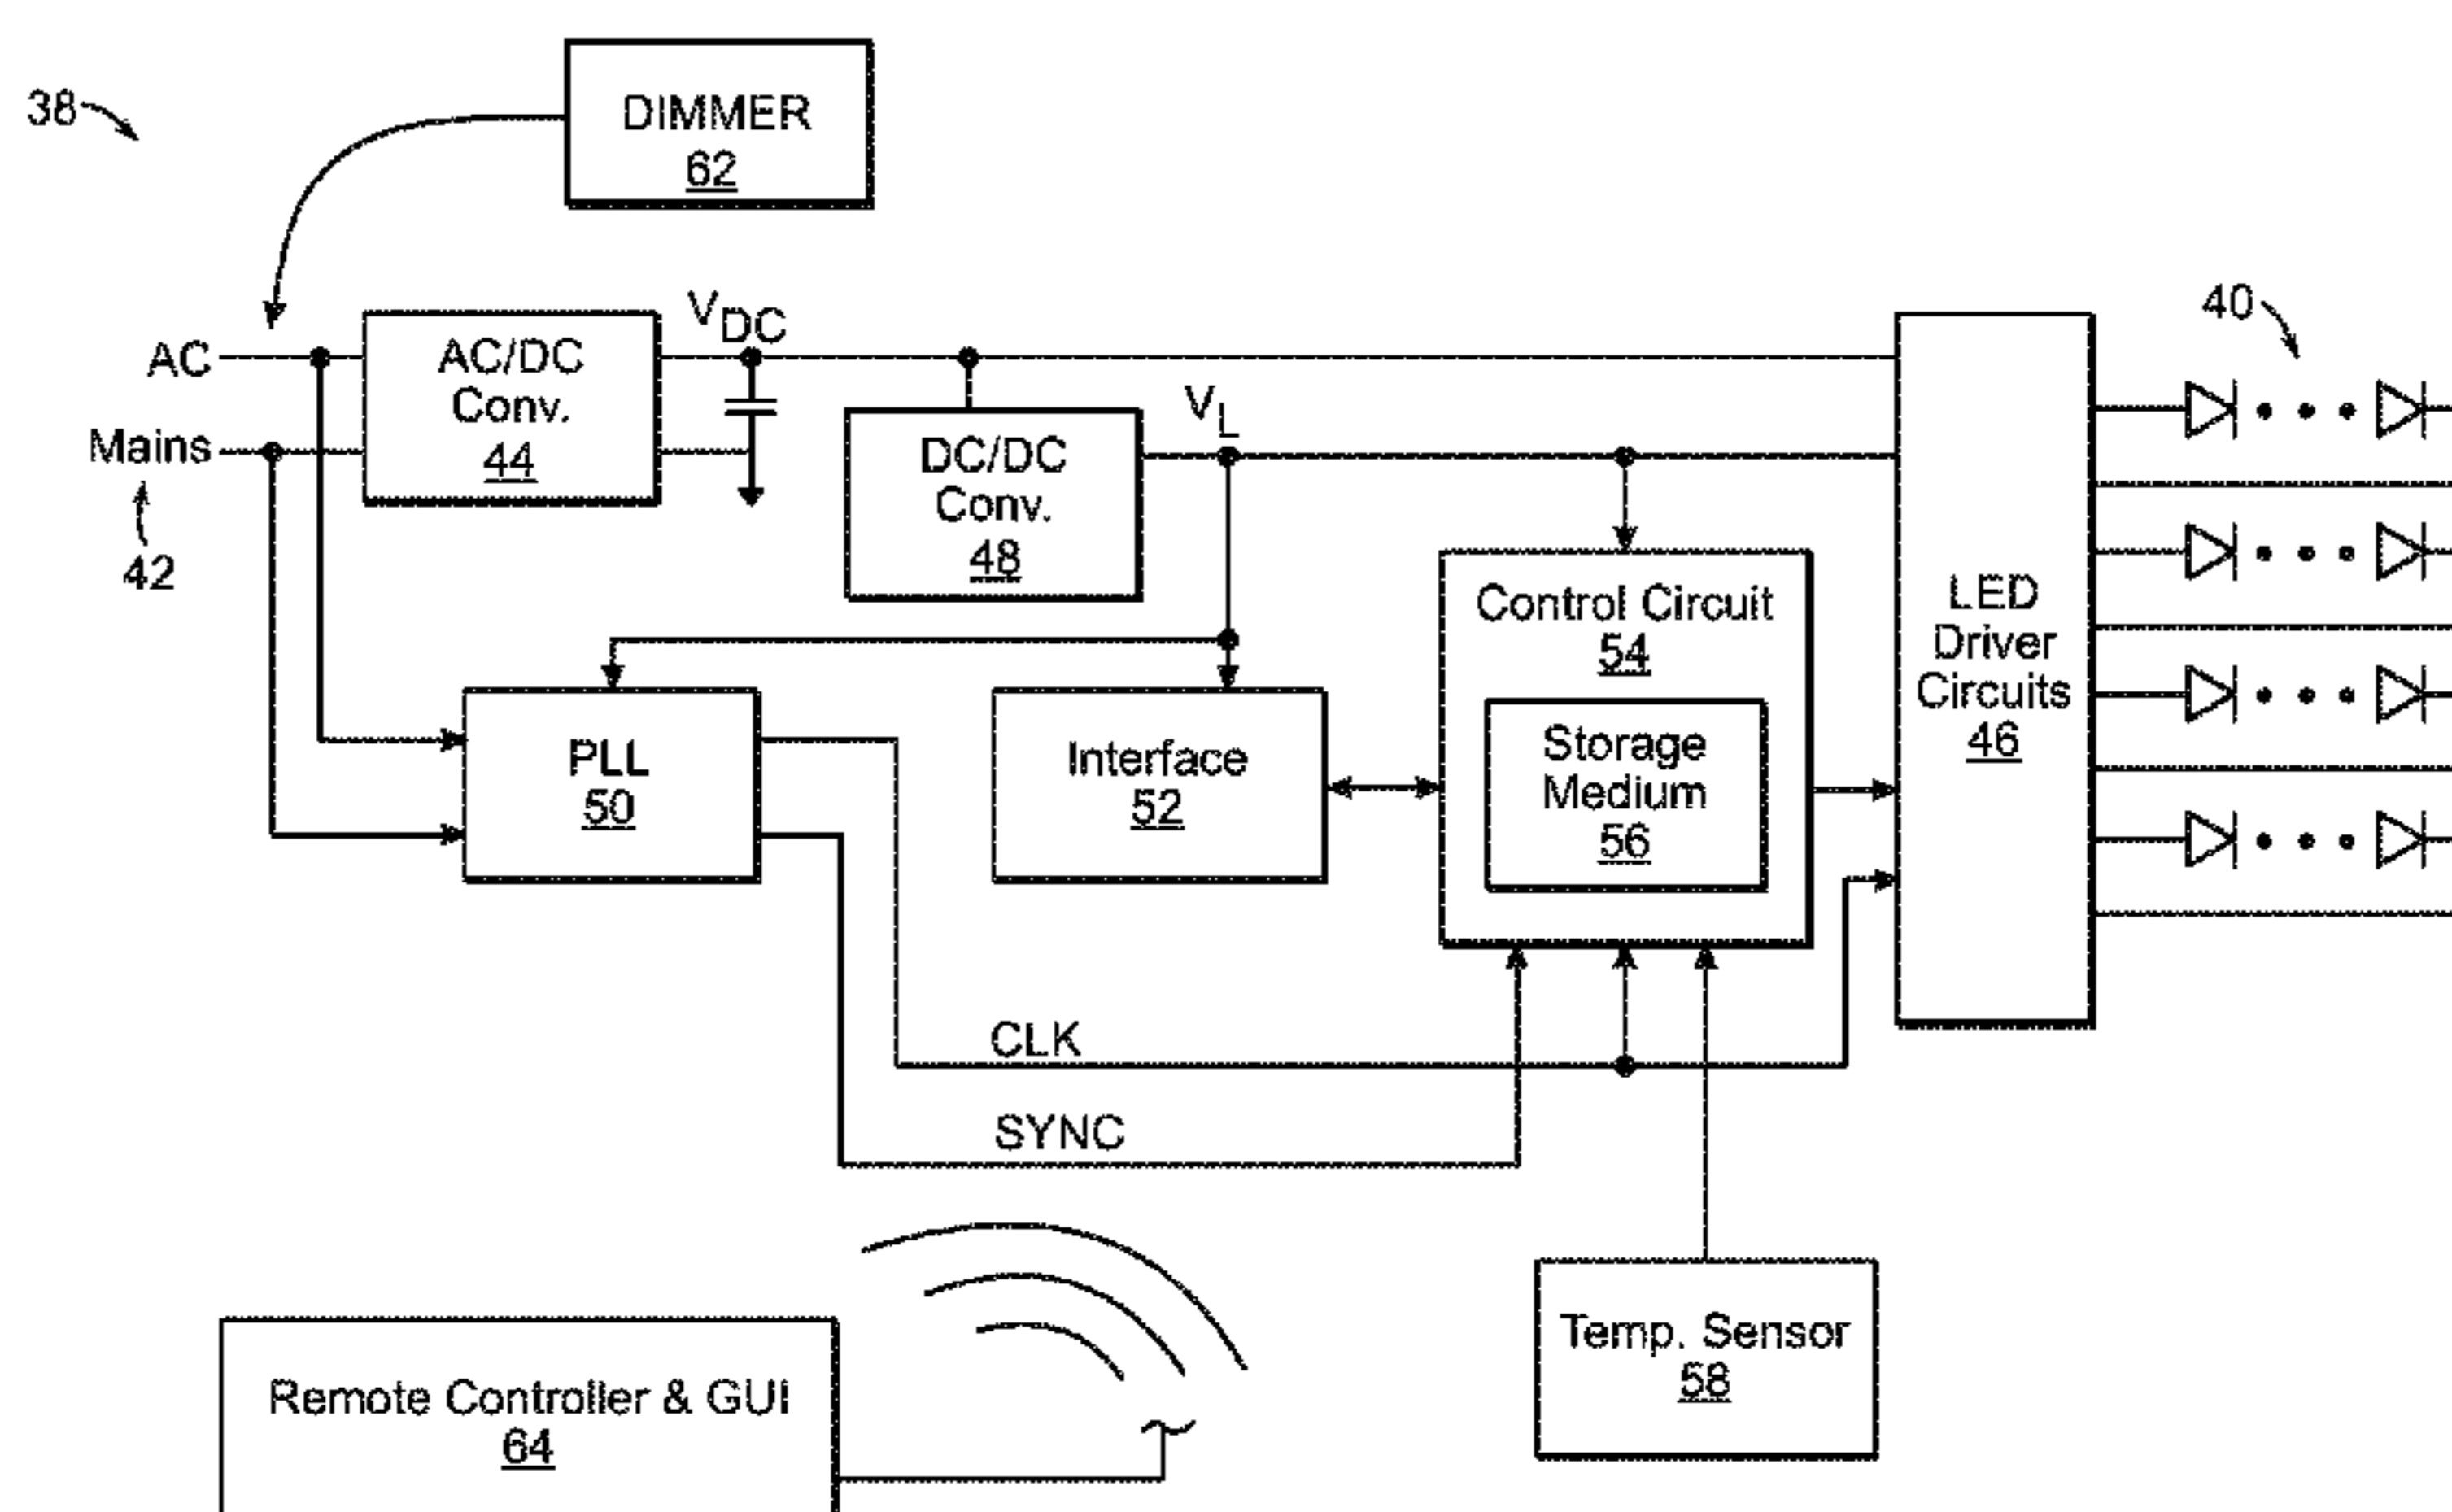 38
DIMMER
62
AC
Mains
42
AC/DC
Conv.
44
VDC
DC/DC
Conv.
48
VL
40
Control Circuit
54
Storage
Medium
56
LED
Driver
Circuits
46
PLL
50
Interface
52
CLK
SYNC
Temp. Sensor
58
Remote Controller & GUI
64